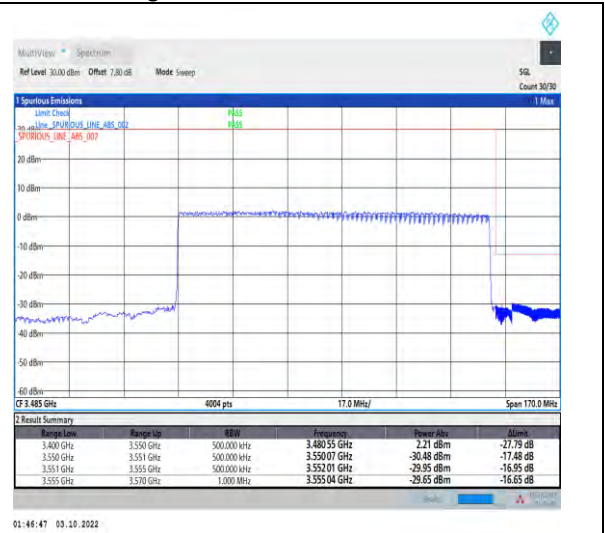 MultiView Spectrum
Ref Level 30.00 dBm Offset 7.80 dB Mode Sweep SGL
Count 30/30
1 Spurious Emissions 1 Max
Limit Check PASS
Line _SPURIOUS_LINE_ABS_002 PASS
_SPURIOUS_LINE_ABS_002
20 dBm
10 dBm
0 dBm
-10 dBm
-20 dBm
-30 dBm
-40 dBm
-50 dBm
-60 dBm
CF 3.485 GHz 4004 pts 17.0 MHz/ Span 170.0 MHz
2 Result Summary
Range Low Range Up RBW Frequency Power Abs ΔLimit
3.400 GHz 3.550 GHz 500.000 kHz 3.480 55 GHz 2.21 dBm -27.79 dB
3.550 GHz 3.551 GHz 500.000 kHz 3.550 07 GHz -30.48 dBm -17.48 dB
3.551 GHz 3.555 GHz 500.000 kHz 3.552 01 GHz -29.95 dBm -16.95 dB
3.555 GHz 3.570 GHz 1.000 MHz 3.555 04 GHz -29.65 dBm -16.65 dB
01:46:47 03.10.2022